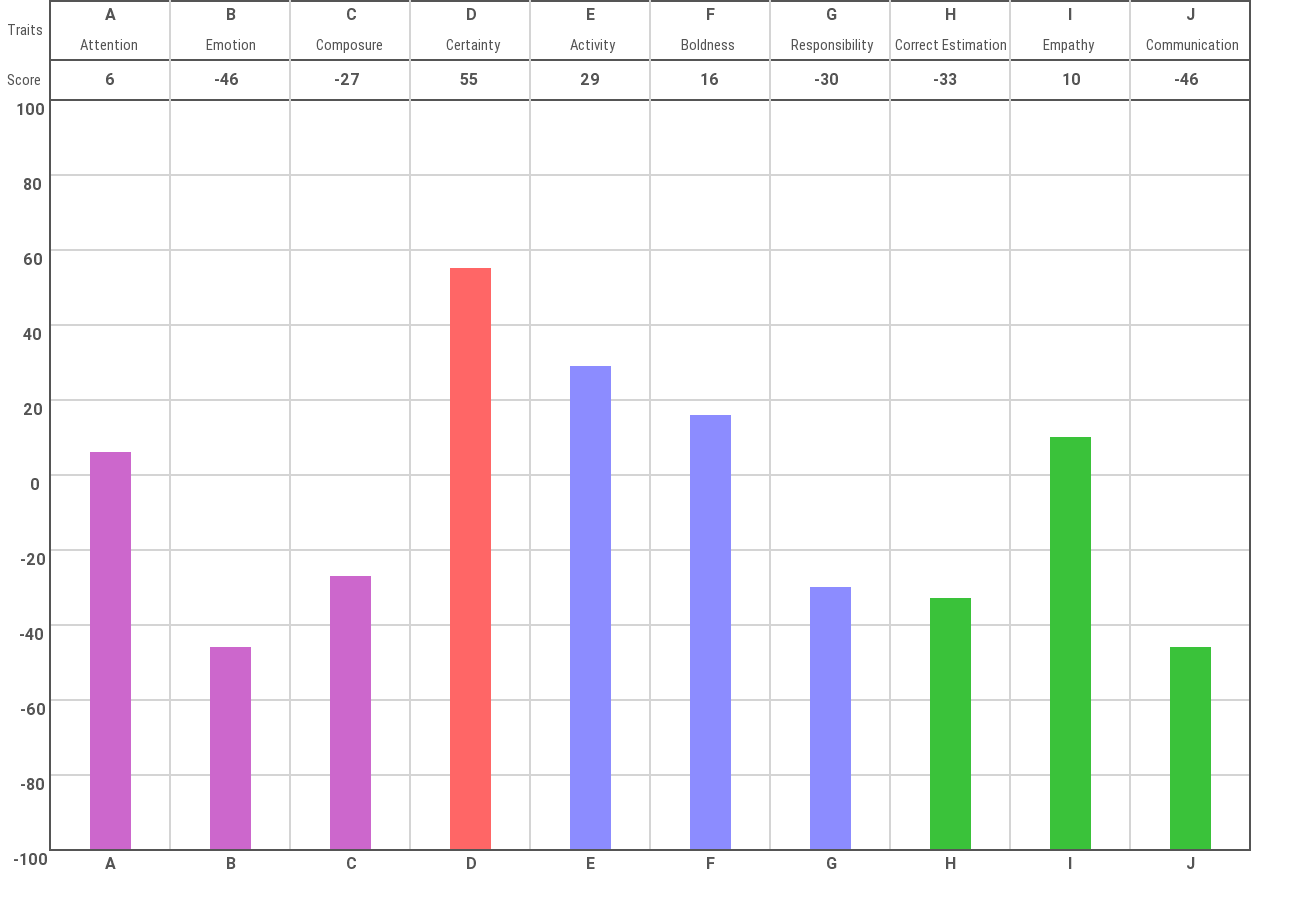 Traits A B C D E F G H I J
Attention Emotion Composure Certainty Activity Boldness Responsibility Correct Estimation Empathy Communication
Score 6 -46 -27 55 29 16 -30 -33 10 -46
100
80
60
40
20
0
-20
-40
-60
-80
-100
A B C D E F G H I J